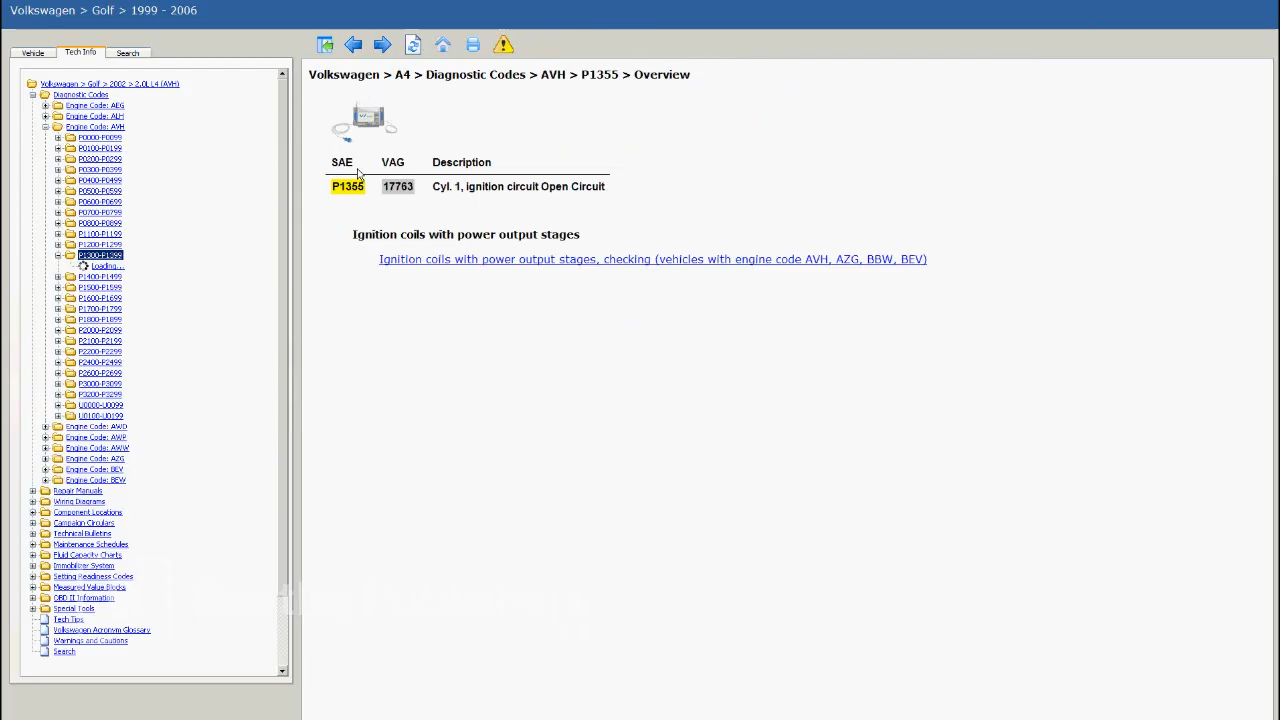 Volkswagen > Golf > 1999 - 2006
Vehicle
Tech Info
Search
Volkswagen > Golf > 2002 > 2.0L L4 (AVH)
Diagnostic Codes
Engine Code: AEG
Engine Code: ALH
Engine Code: AVH
P0000-P0099
P0100-P0199
P0200-P0299
P0300-P0399
P0400-P0499
P0500-P0599
P0600-P0699
P0700-P0799
P0800-P0899
P1100-P1199
P1200-P1299
P1300-P1399
Loading...
P1400-P1499
P1500-P1599
P1600-P1699
P1700-P1799
P1800-P1899
P2000-P2099
P2100-P2199
P2200-P2299
P2400-P2499
P2600-P2699
P3000-P3099
P3200-P3299
U0000-U0099
U0100-U0199
Engine Code: AWD
Engine Code: AWP
Engine Code: AWW
Engine Code: AZG
Engine Code: BEV
Engine Code: BEW
Repair Manuals
Wiring Diagrams
Component Locations
Campaign Circulars
Technical Bulletins
Maintenance Schedules
Fluid Capacity Charts
Immobilizer System
Setting Readiness Codes
Measured Value Blocks
OBD II Information
Special Tools
Tech Tips
Volkswagen Acronym Glossary
Warnings and Cautions
Search
Volkswagen > A4 > Diagnostic Codes > AVH > P1355 > Overview
SAE VAG Description
P1355 17763 Cyl. 1, ignition circuit Open Circuit
Ignition coils with power output stages
Ignition coils with power output stages, checking (vehicles with engine code AVH, AZG, BBW, BEV)